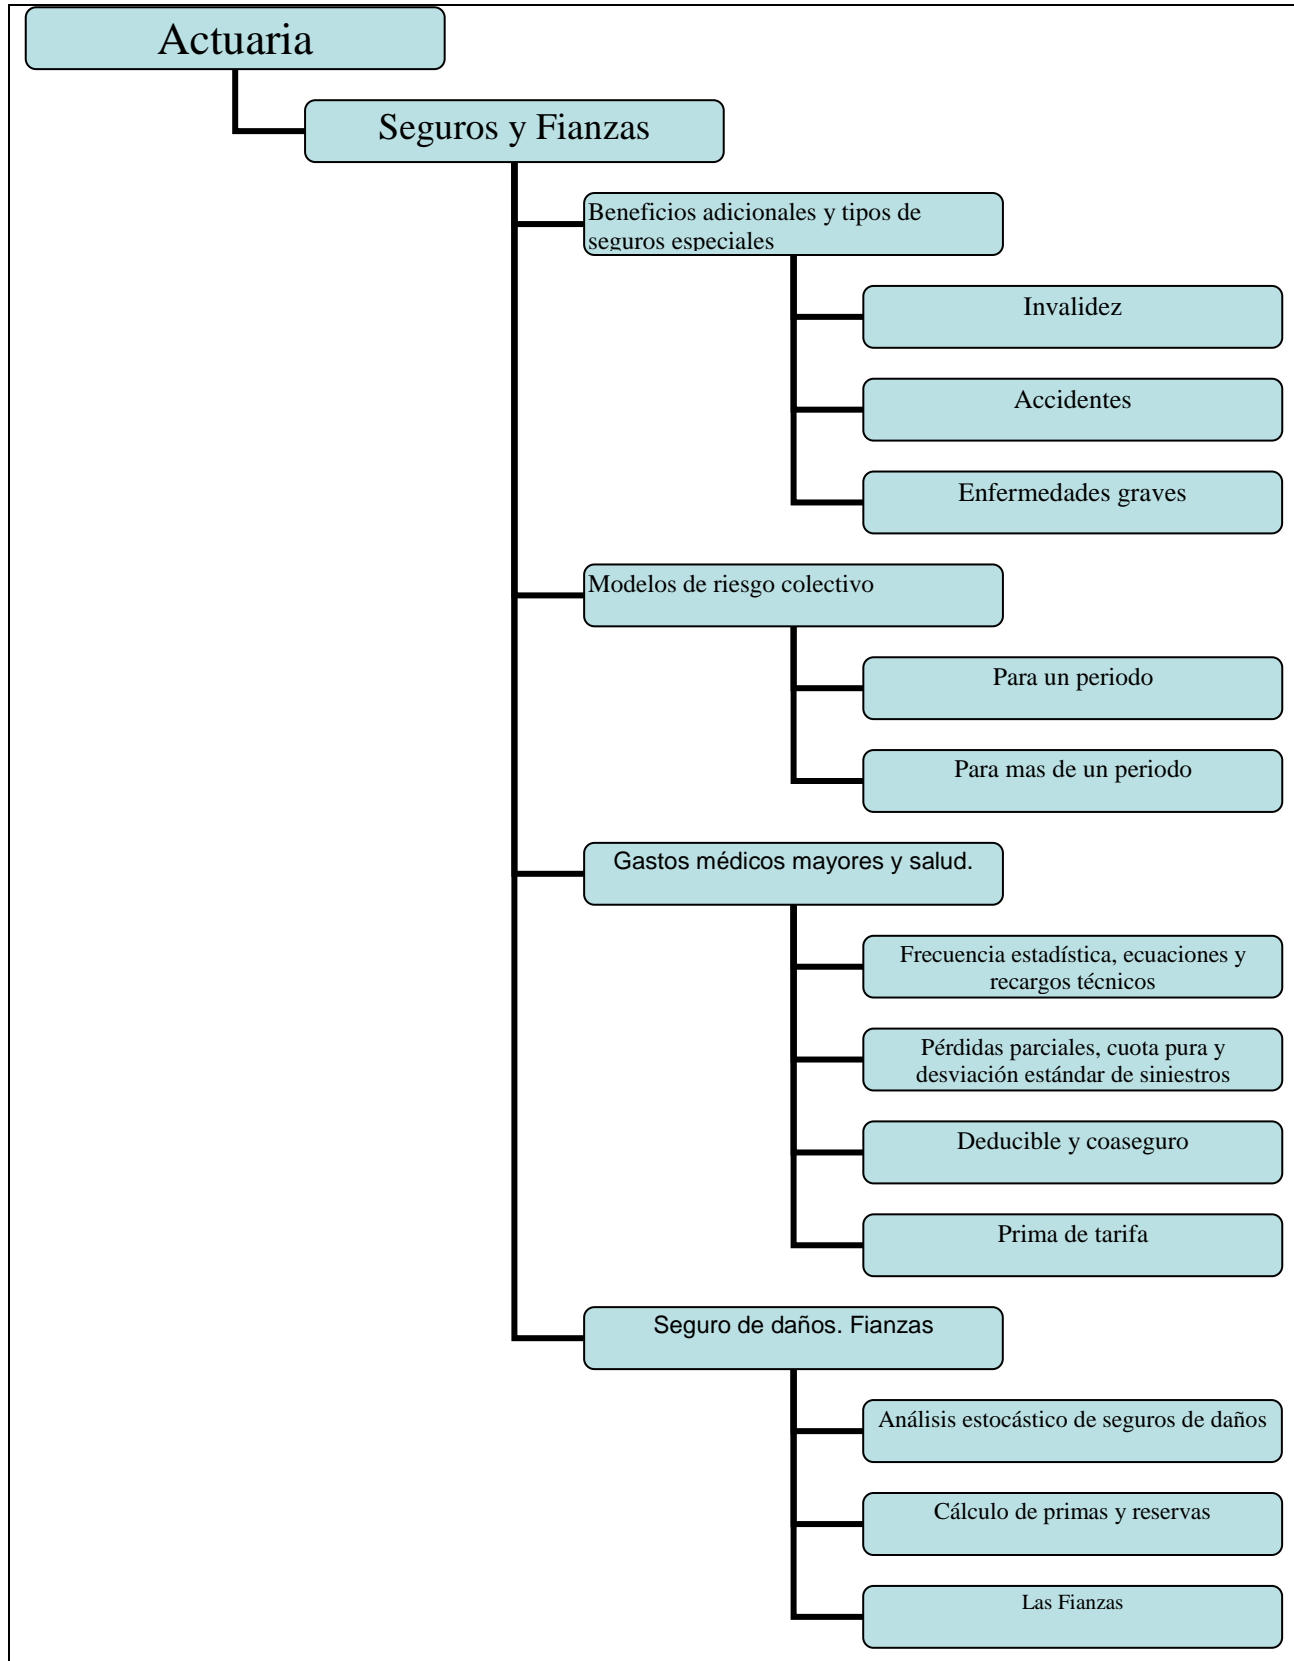 Actuaria
Seguros y Fianzas
Beneficios adicionales y tipos de
seguros especiales
Invalidez
Accidentes
Enfermedades graves
Modelos de riesgo colectivo
Para un periodo
Para mas de un periodo
Gastos médicos mayores y salud.
Frecuencia estadística, ecuaciones y
recargos técnicos
Pérdidas parciales, cuota pura y
desviación estándar de siniestros
Deducible y coaseguro
Prima de tarifa
Seguro de daños. Fianzas
Análisis estocástico de seguros de daños
Cálculo de primas y reservas
Las Fianzas